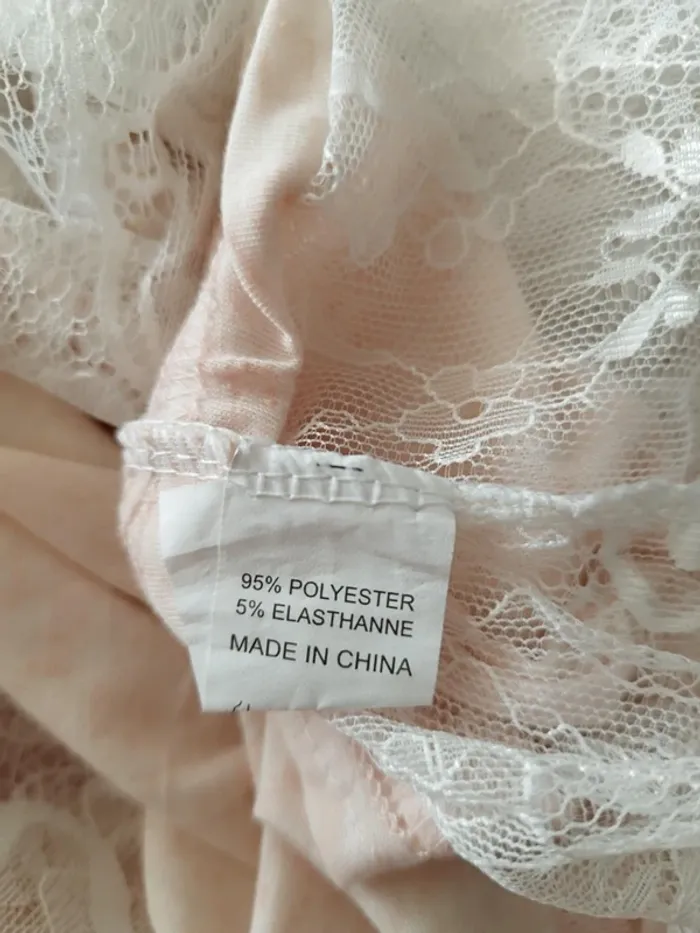 95% POLYESTER
5% ELASTHANNE
MADE IN CHINA